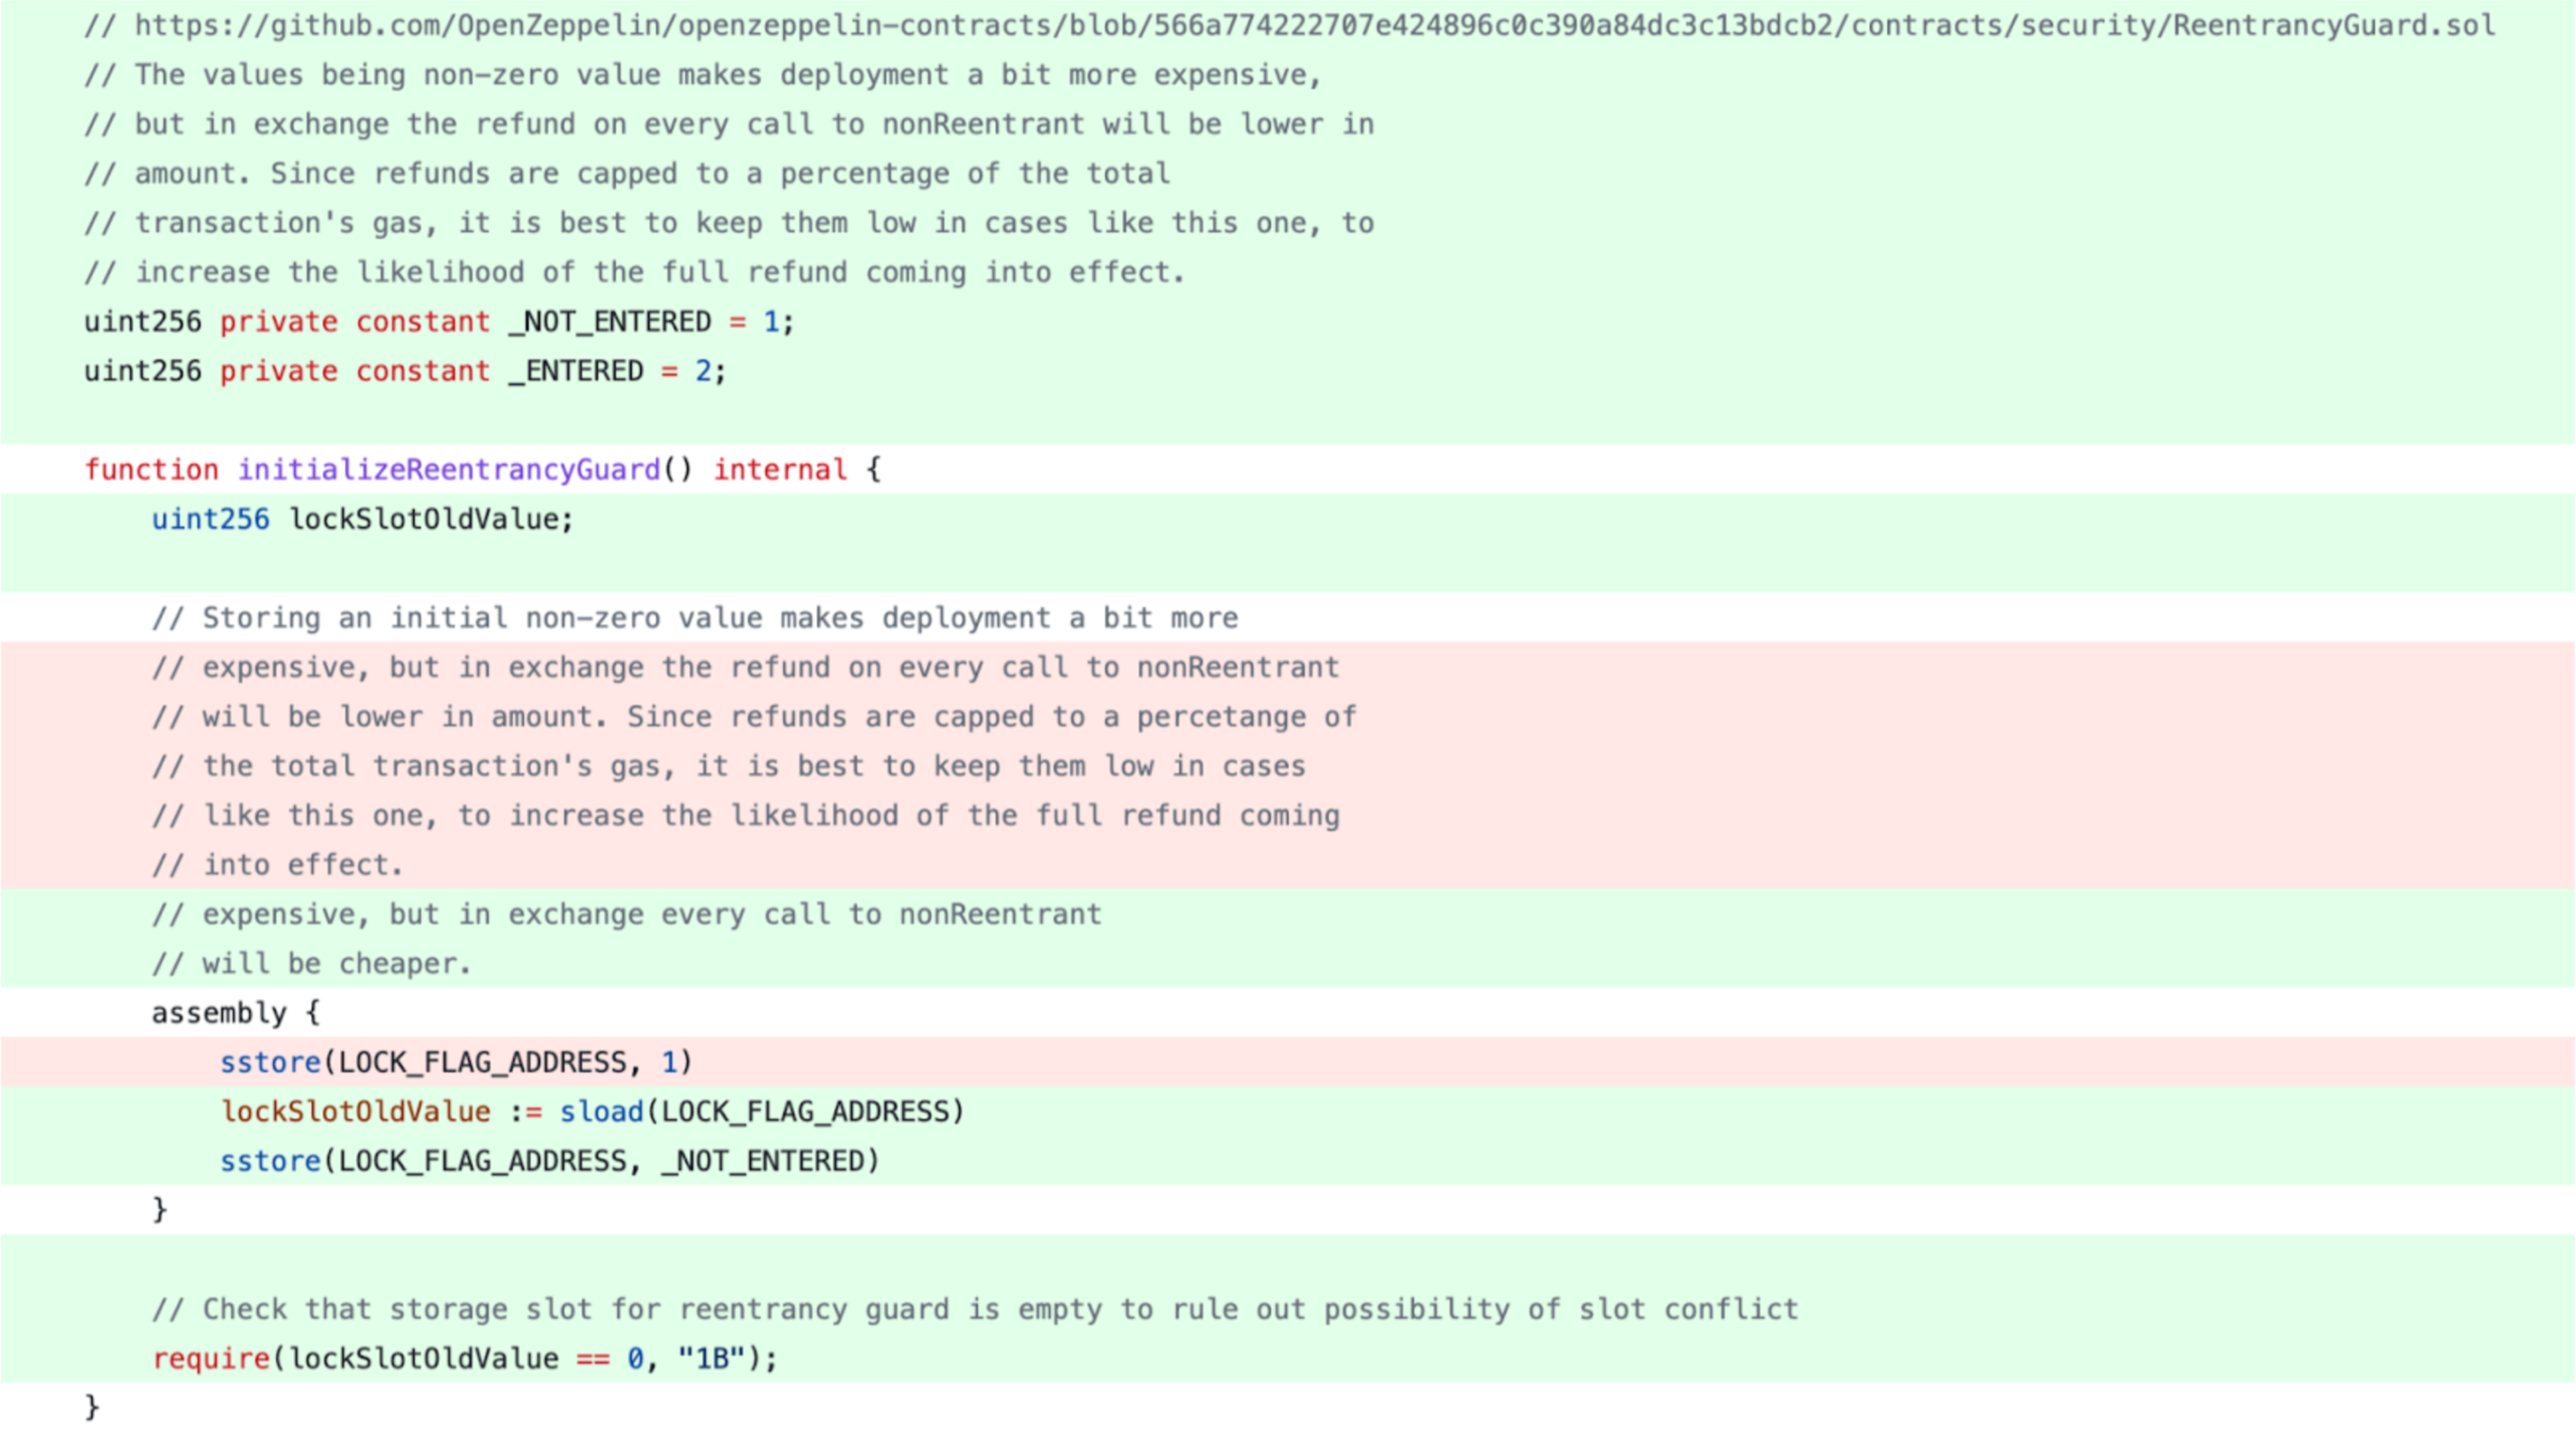 // https://github.com/OpenZeppelin/openzeppelin-contracts/blob/566a774222707e424896c0c390a84dc3c13bdcb2/contracts/security/ReentrancyGuard.sol
// The values being non-zero value makes deployment a bit more expensive,
// but in exchange the refund on every call to nonReentrant will be lower in
// amount. Since refunds are capped to a percentage of the total
// transaction's gas, it is best to keep them low in cases like this one, to
// increase the likelihood of the full refund coming into effect.
uint256 private constant _NOT_ENTERED = 1;
uint256 private constant _ENTERED = 2;
function initializeReentrancyGuard() internal {
uint256 lockSlotOldValue;
// Storing an initial non-zero value makes deployment a bit more
// expensive, but in exchange the refund on every call to nonReentrant
// will be lower in amount. Since refunds are capped to a percetange of
// the total transaction's gas, it is best to keep them low in cases
// like this one, to increase the likelihood of the full refund coming
// into effect.
// expensive, but in exchange every call to nonReentrant
// will be cheaper.
assembly {
sstore(LOCK_FLAG_ADDRESS, 1)
lockSlotOldValue := sload(LOCK_FLAG_ADDRESS)
sstore(LOCK_FLAG_ADDRESS, _NOT_ENTERED)
}
// Check that storage slot for reentrancy guard is empty to rule out possibility of slot conflict
require(lockSlotOldValue == 0, "1B");
}